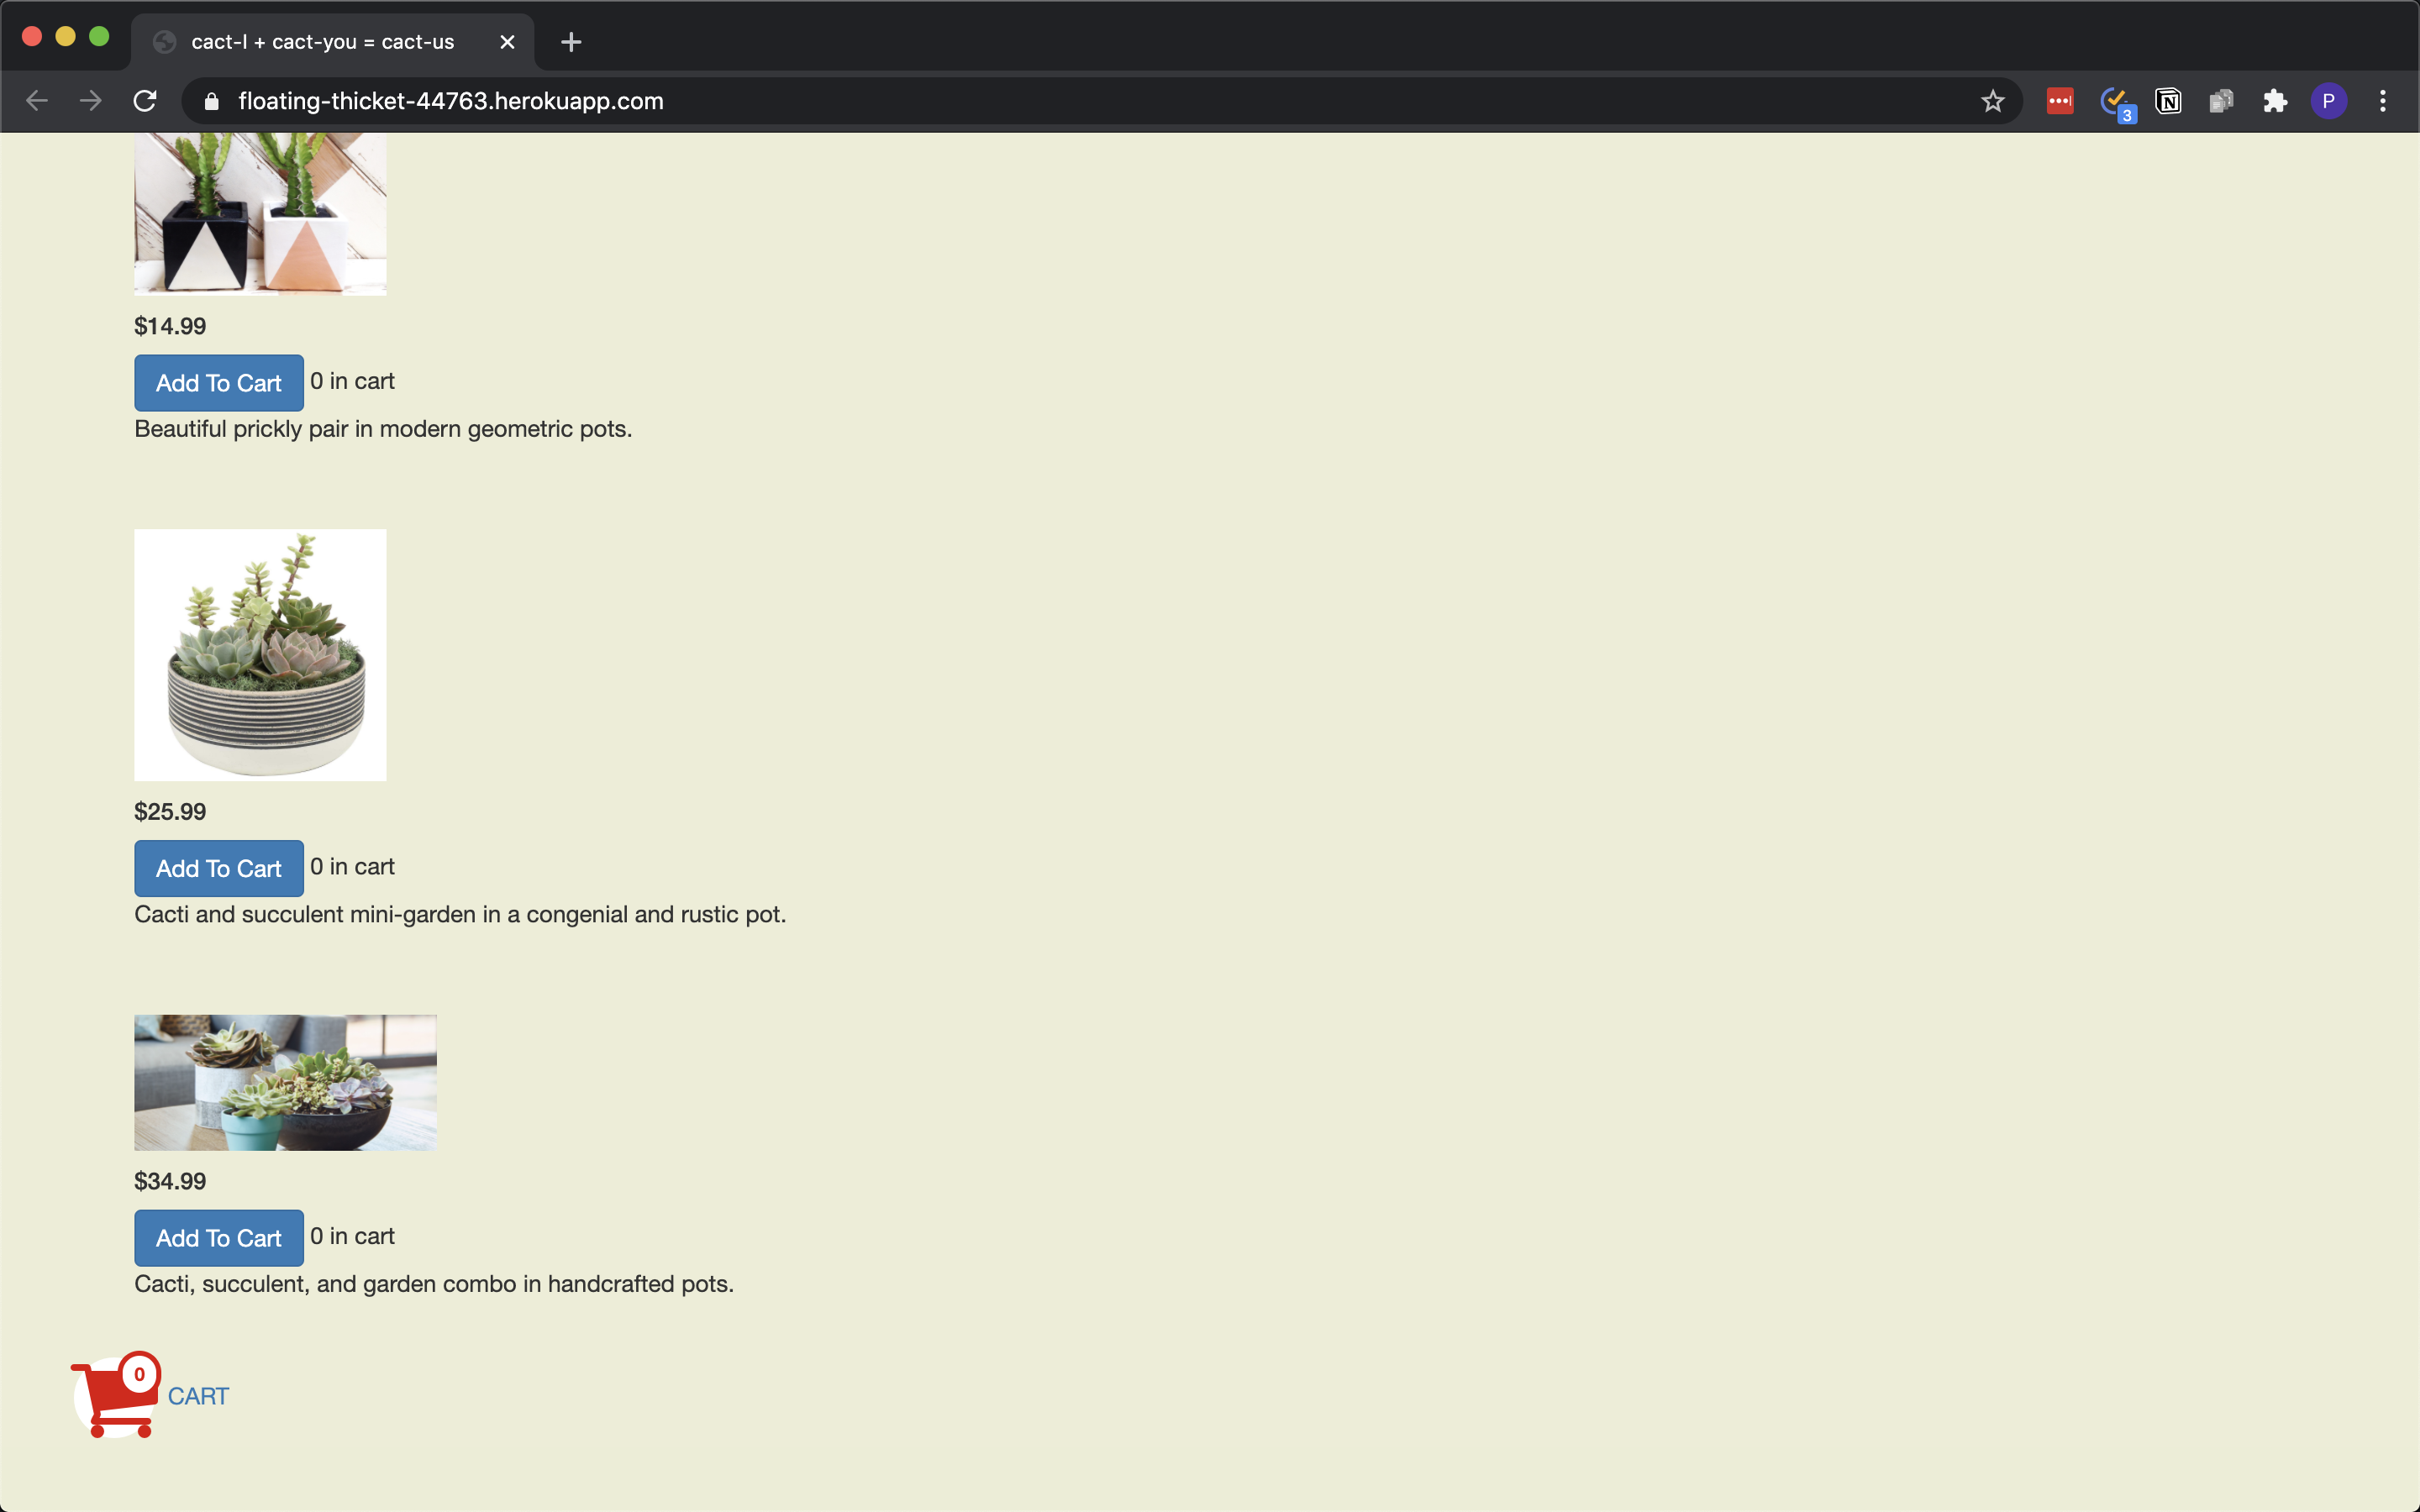 cact-I + cact-you = cact-us
floating-thicket-44763.herokuapp.com
3
P
$14.99
Add To Cart 0 in cart
Beautiful prickly pair in modern geometric pots.
$25.99
Add To Cart 0 in cart
Cacti and succulent mini-garden in a congenial and rustic pot.
$34.99
Add To Cart 0 in cart
Cacti, succulent, and garden combo in handcrafted pots.
0
CART